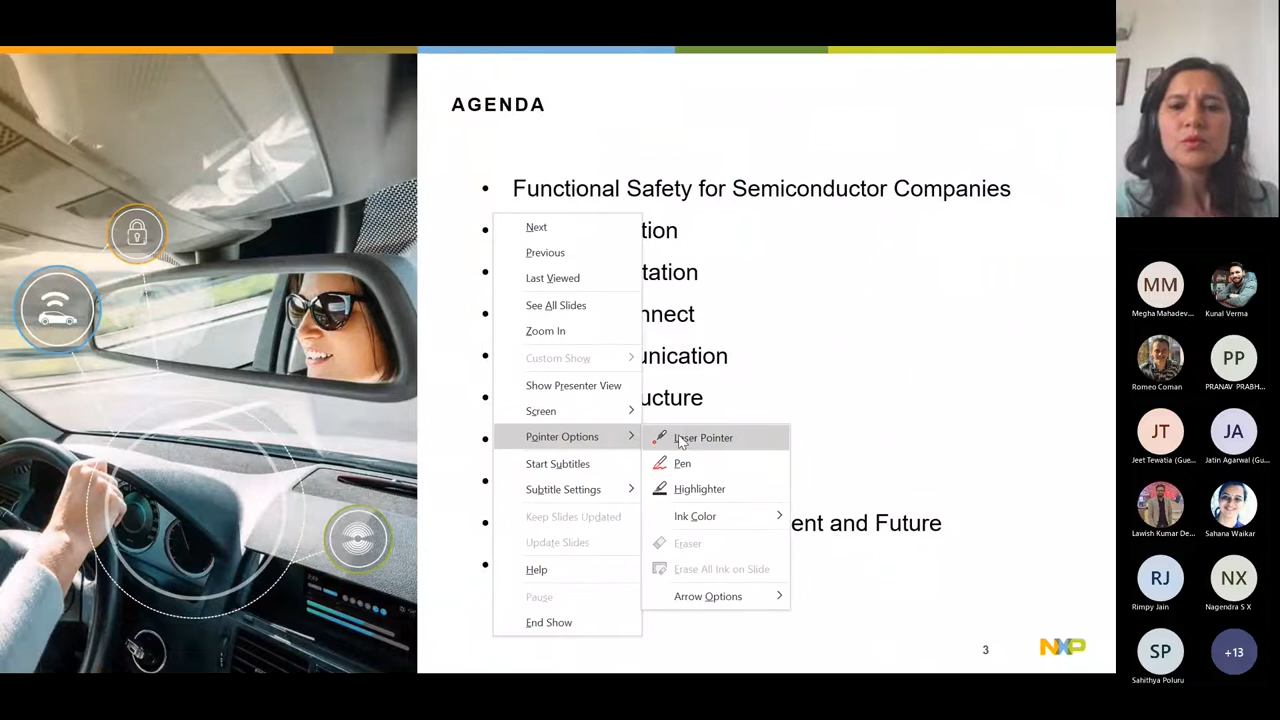 AGENDA
• Functional Safety for Semiconductor Companies
tion
tation
nnect
unication
ucture
ent and Future
Next
Previous
Last Viewed
See All Slides
Zoom In
Custom Show
Show Presenter View
Screen
Pointer Options
Start Subtitles
Subtitle Settings
Keep Slides Updated
Update Slides
Help
Pause
End Show
Laser Pointer
Pen
Highlighter
Ink Color
Eraser
Erase All Ink on Slide
Arrow Options
3
NXP
MM
Megha Mahadev...
Kunal Verma
Romeo Coman
PP
PRANAV PRABH...
JT
Jeet Tewatia (Gue...
JA
Jatin Agarwal (Gu...
Lawish Kumar De...
Sahana Waikar
RJ
Rimpy Jain
NX
Nagendra S X
SP
Sahithya Poluru
+13